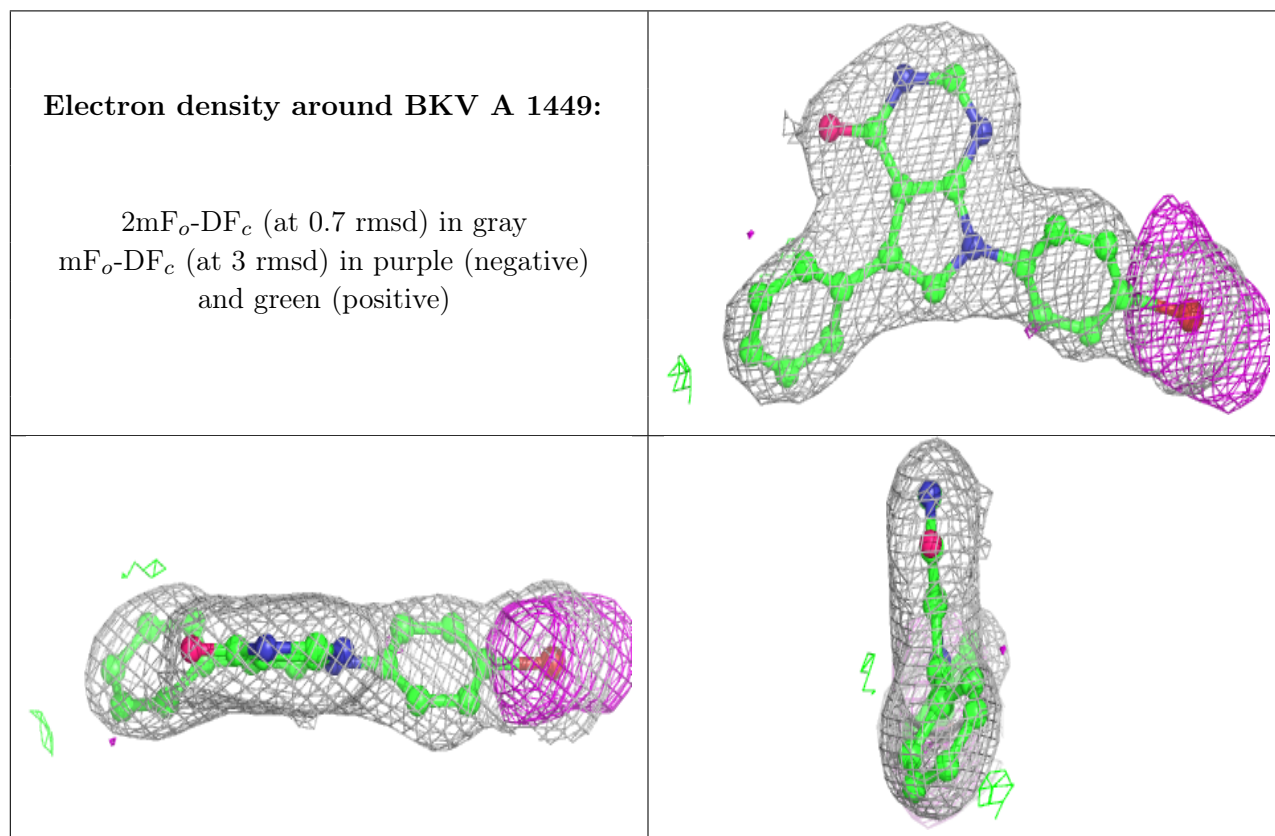 Electron density around BKV A 1449:
2mFₒ-DF𝒸 (at 0.7 rmsd) in gray
mFₒ-DF𝒸 (at 3 rmsd) in purple (negative)
and green (positive)